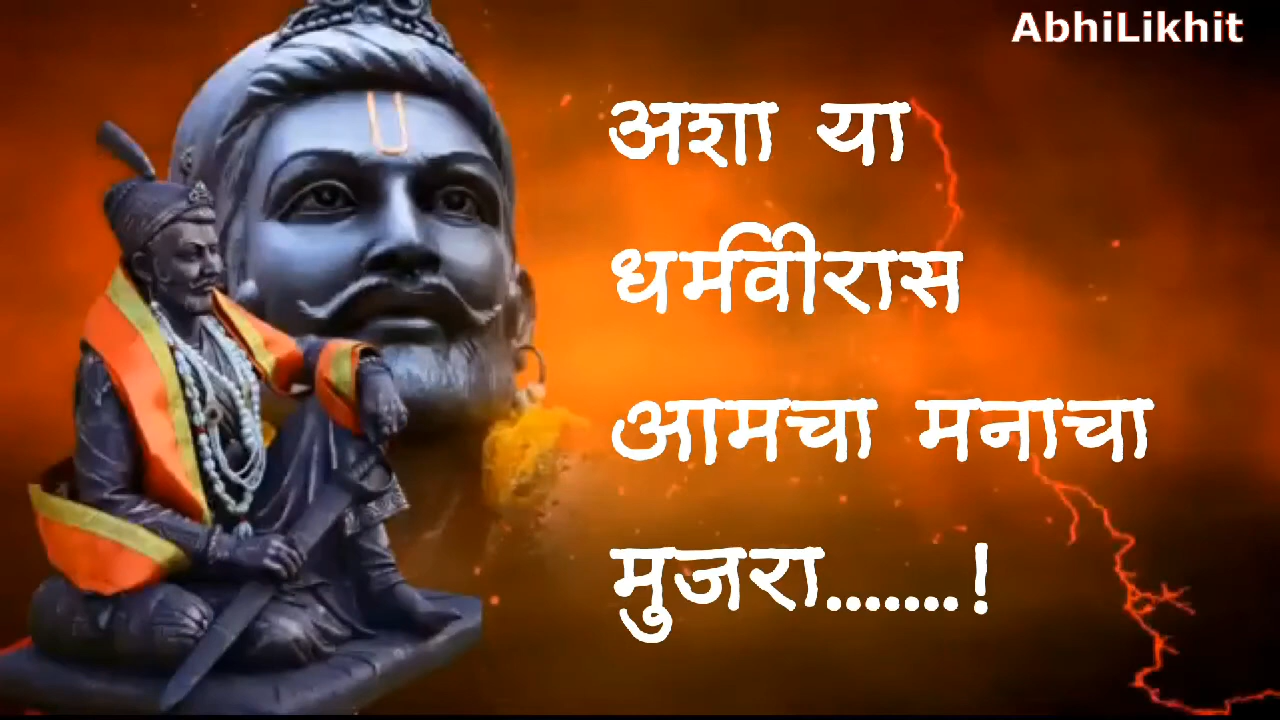 AbhiLikhit
अशा या
धर्मवीरास
आमचा मनाचा
मुजरा.......!